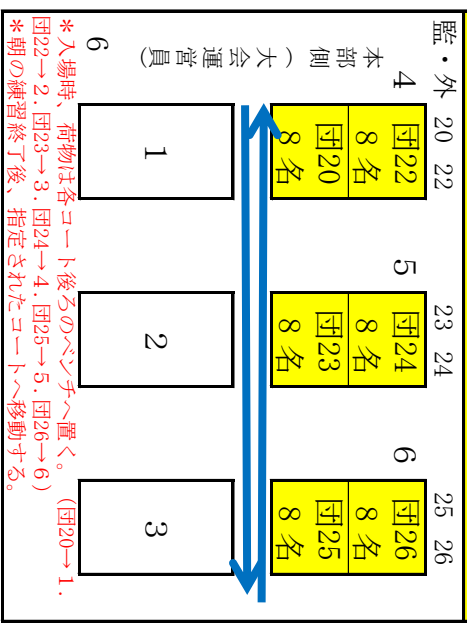 監・外 20 22 23 24 25 26
4 団22 5 団24 6 団26
8名 8名 8名
団20 団23 団25
8名 8名 8名
本部側(大会運営員)
1 2 3
6
＊入場時、荷物は各コート後ろのベンチへ置く。(団20→1．
団22→2．団23→3．団24→4．団25→5．団26→6)
＊朝の練習終了後、指定されたコートへ移動する。